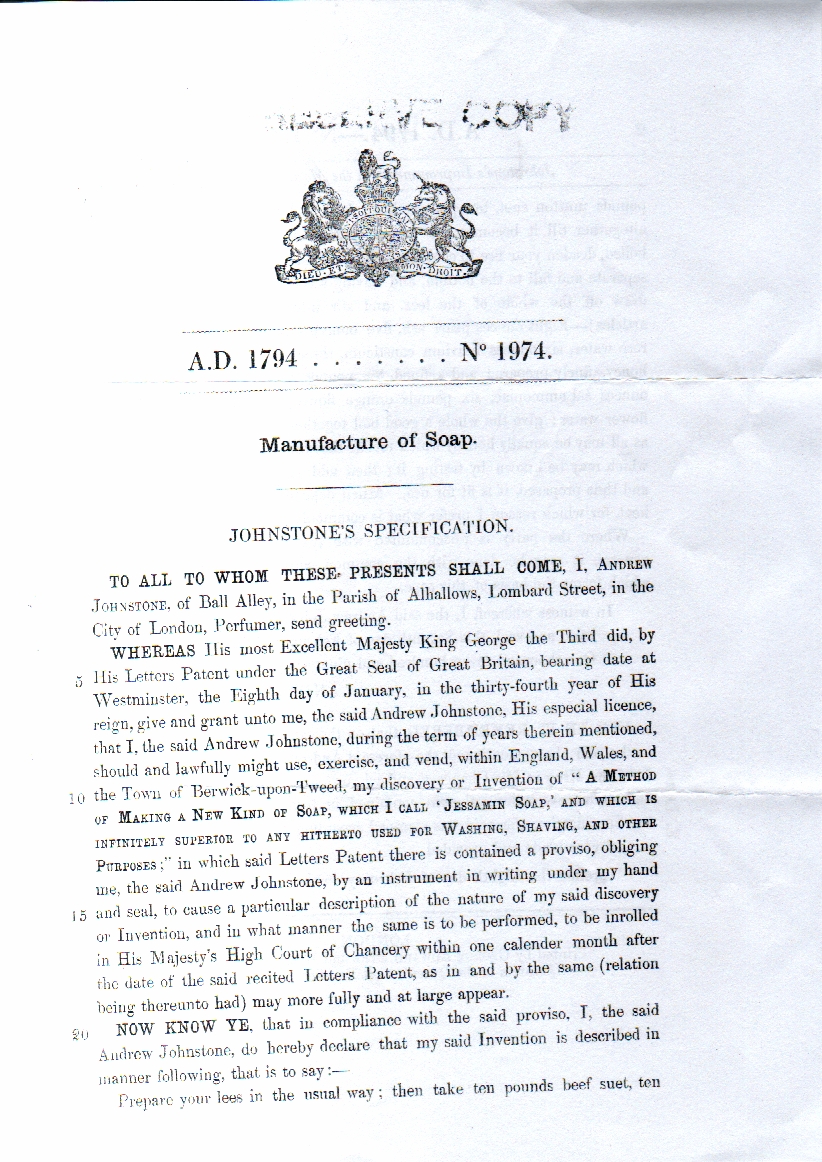 COPY
DIEU·ET MON·DROIT.
A.D. 1794 . . . . . . . . Nº 1974.
Manufacture of Soap.
JOHNSTONE'S SPECIFICATION.
TO ALL TO WHOM THESE PRESENTS SHALL COME, I, ANDREW
JOHNSTONE, of Ball Alley, in the Parish of Alhallows, Lombard Street, in the
City of London, Perfumer, send greeting.
WHEREAS His most Excellent Majesty King George the Third did, by
5 His Letters Patent under the Great Seal of Great Britain, bearing date at
Westminster, the Eighth day of January, in the thirty-fourth year of His
reign, give and grant unto me, the said Andrew Johnstone, His especial licence,
that I, the said Andrew Johnstone, during the term of years therein mentioned,
should and lawfully might use, exercise, and vend, within England, Wales, and
10 the Town of Berwick-upon-Tweed, my discovery or Invention of "A METHOD
OF MAKING A NEW KIND OF SOAP, WHICH I CALL 'JESSAMIN SOAP,' AND WHICH IS
INFINITELY SUPERIOR TO ANY HITHERTO USED FOR WASHING, SHAVING, AND OTHER
PURPOSES;" in which said Letters Patent there is contained a proviso, obliging
me, the said Andrew Johnstone, by an instrument in writing under my hand
15 and seal, to cause a particular description of the nature of my said discovery
or Invention, and in what manner the same is to be performed, to be inrolled
in His Majesty's High Court of Chancery within one calender month after
the date of the said recited Letters Patent, as in and by the same (relation
being thereunto had) may more fully and at large appear.
20 NOW KNOW YE, that in compliance with the said proviso, I, the said
Andrew Johnstone, do hereby declare that my said Invention is described in
manner following, that is to say:—
Prepare your lees in the usual way; then take ten pounds beef suet, ten